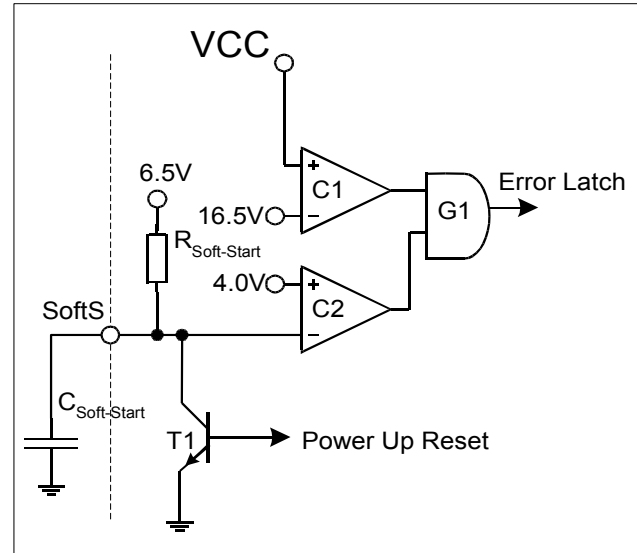 VCC
6.5V
C1
G1
Error Latch
16.5V
RSoft-Start
4.0V
C2
SoftS
CSoft-Start
T1
Power Up Reset
+
-
+
-